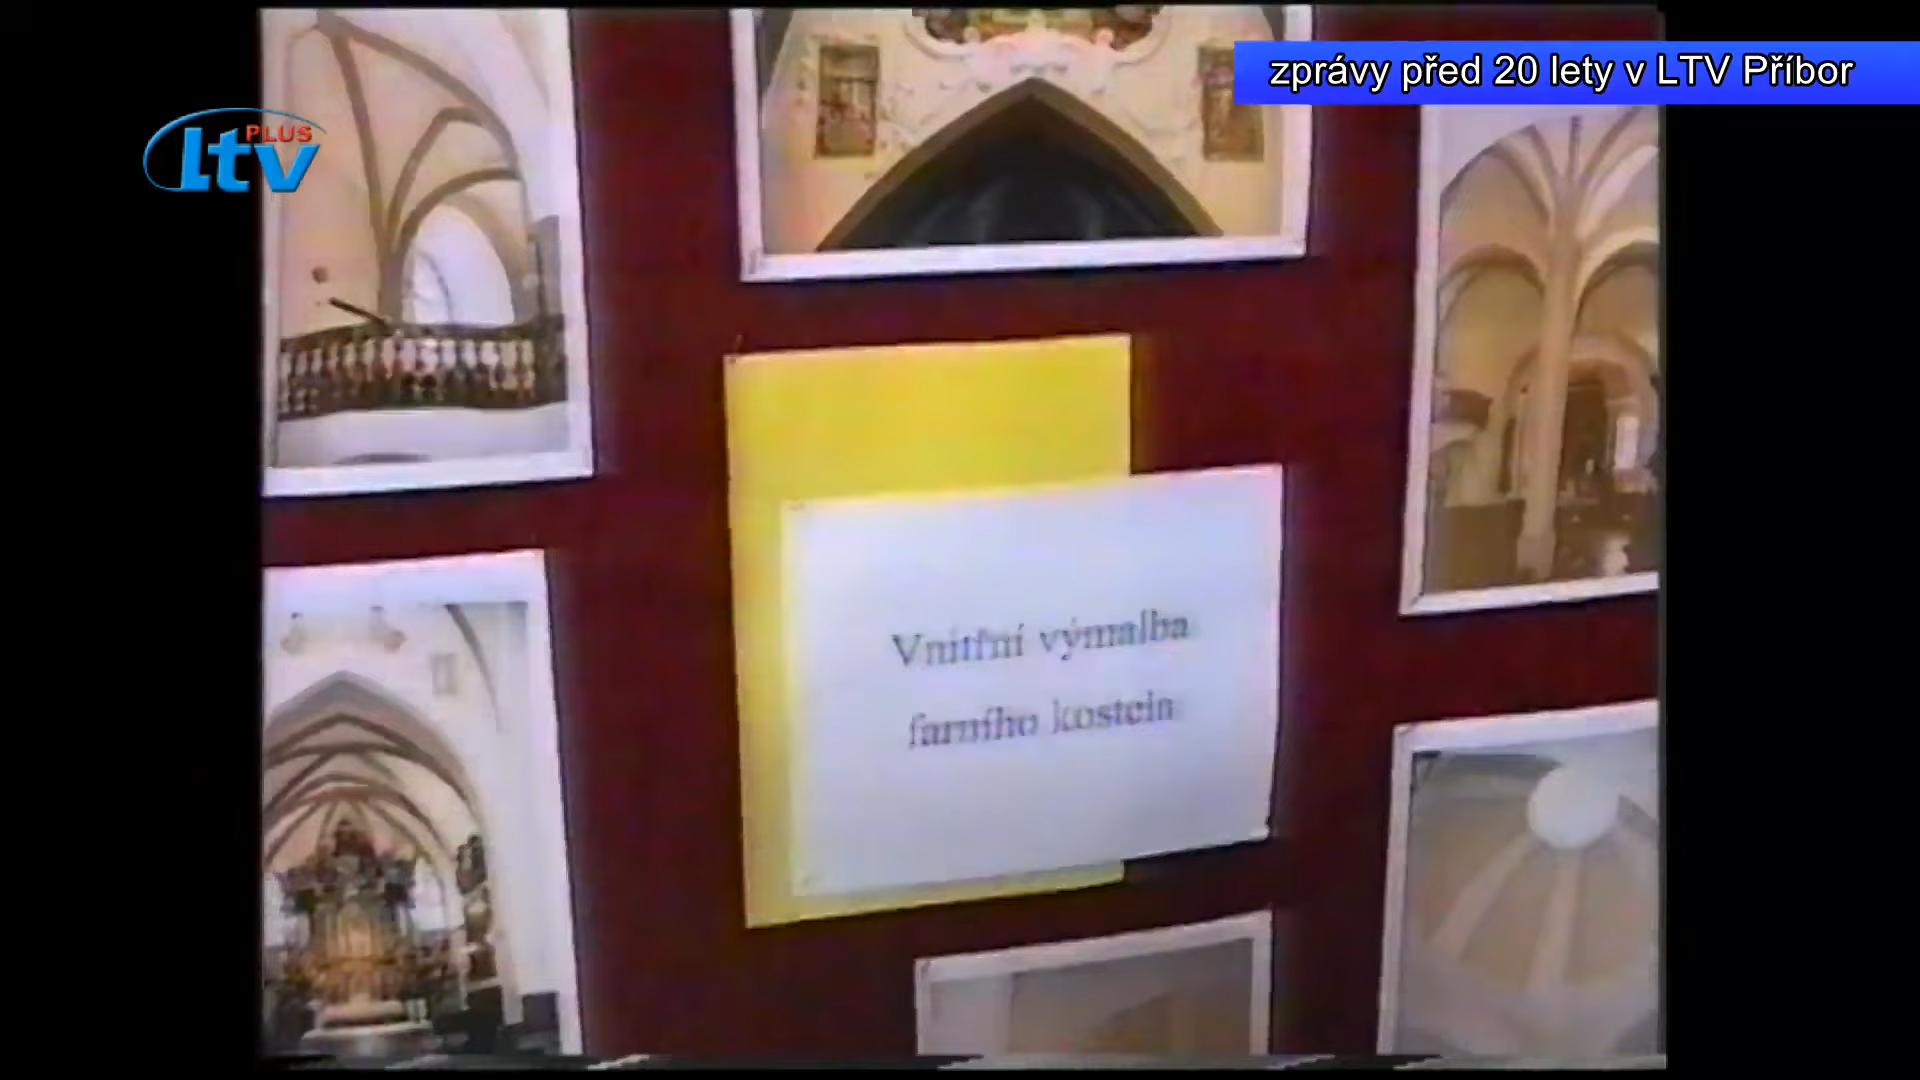 zprávy před 20 lety v LTV Příbor
ltv PLUS
Vnitřní výmalba
farního kostela